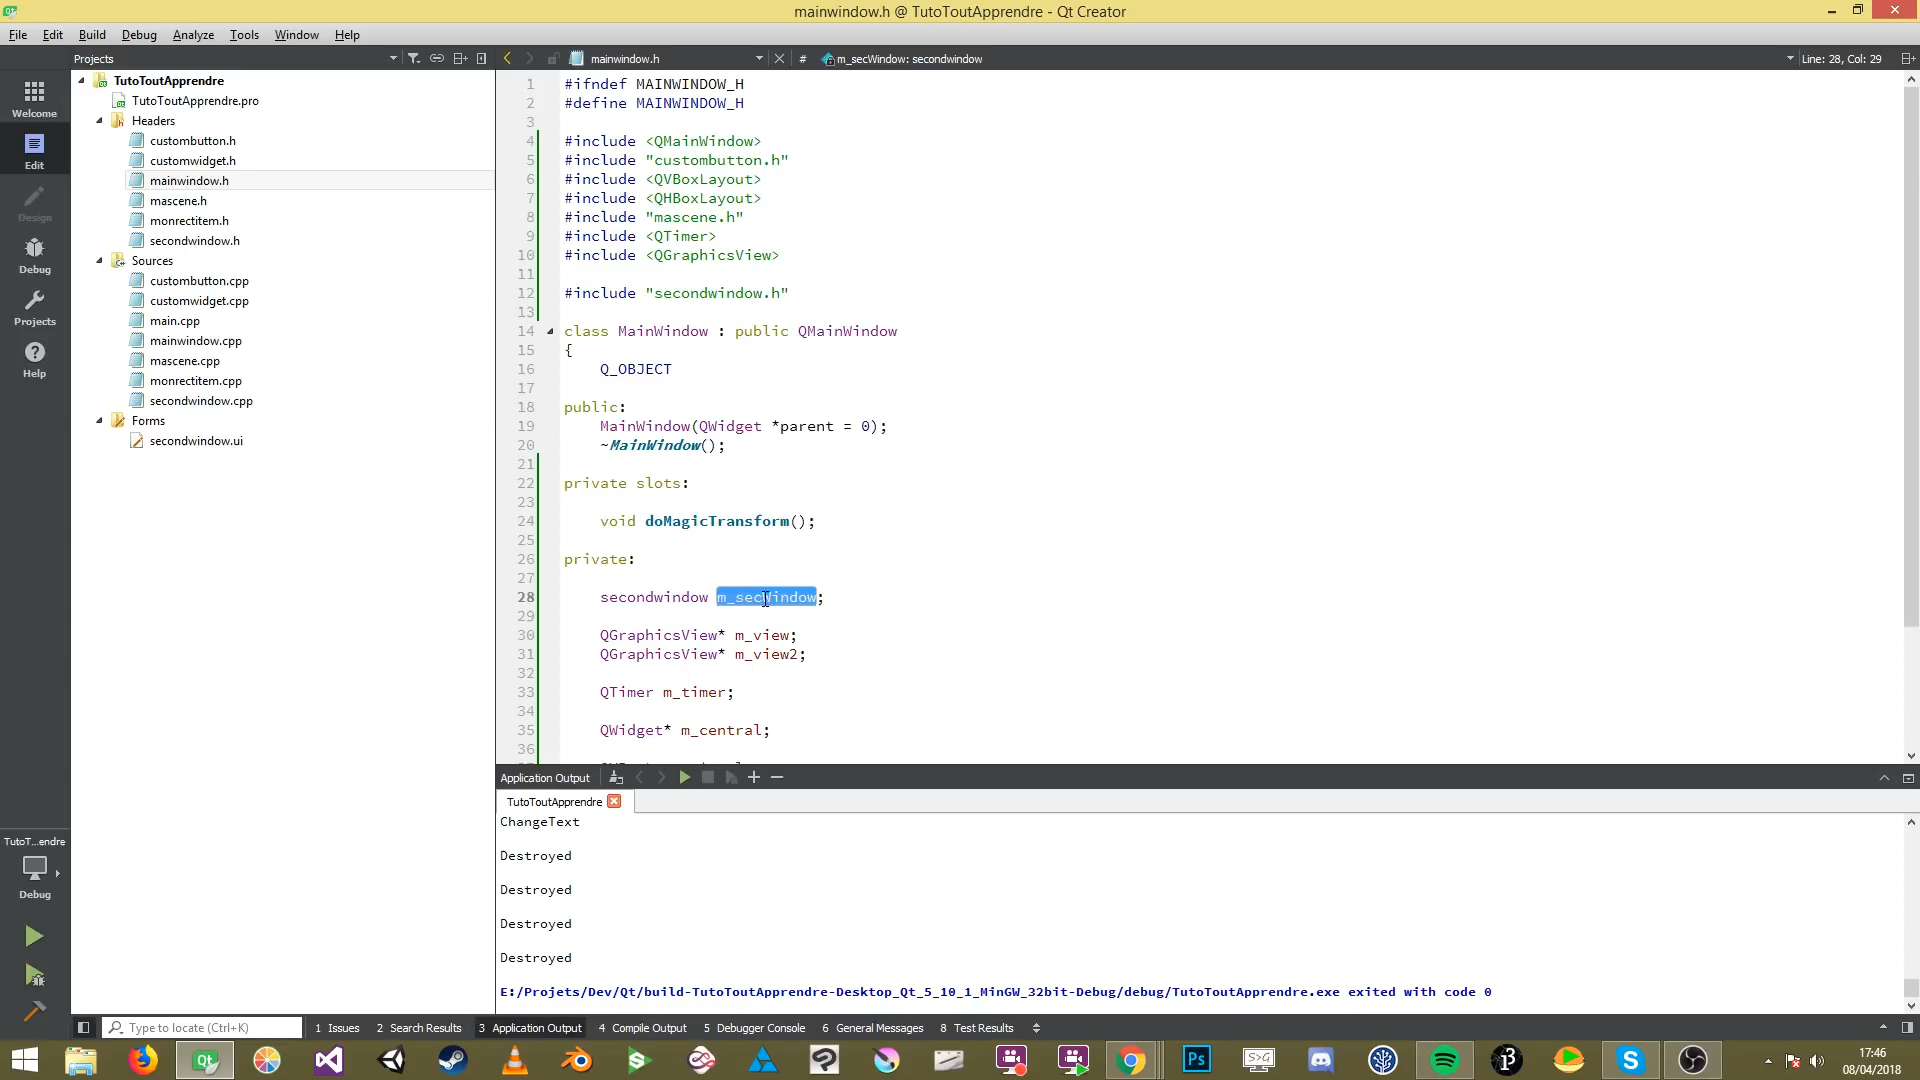 mainwindow.h @ TutoToutApprendre - Qt Creator
File Edit Build Debug Analyze Tools Window Help
Projects
mainwindow.h
#
m_secWindow: secondwindow
Line: 28, Col: 29
Welcome
Edit
Design
Debug
Projects
Help
TutoT...endre
Debug
TutoToutApprendre
TutoToutApprendre.pro
Headers
custombutton.h
customwidget.h
mainwindow.h
mascene.h
monrectitem.h
secondwindow.h
Sources
custombutton.cpp
customwidget.cpp
main.cpp
mainwindow.cpp
mascene.cpp
monrectitem.cpp
secondwindow.cpp
Forms
secondwindow.ui
1 #ifndef MAINWINDOW_H
2 #define MAINWINDOW_H
3
4 #include <QMainWindow>
5 #include "custombutton.h"
6 #include <QVBoxLayout>
7 #include <QHBoxLayout>
8 #include "mascene.h"
9 #include <QTimer>
10 #include <QGraphicsView>
11
12 #include "secondwindow.h"
13
14 class MainWindow : public QMainWindow
15 {
16 Q_OBJECT
17
18 public:
19 MainWindow(QWidget *parent = 0);
20 ~MainWindow();
21
22 private slots:
23
24 void doMagicTransform();
25
26 private:
27
28 secondwindow m_secWindow;
29
30 QGraphicsView* m_view;
31 QGraphicsView* m_view2;
32
33 QTimer m_timer;
34
35 QWidget* m_central;
36
Application Output
TutoToutApprendre
ChangeText
Destroyed
Destroyed
Destroyed
Destroyed
E:/Projets/Dev/Qt/build-TutoToutApprendre-Desktop_Qt_5_10_1_MinGW_32bit-Debug/debug/TutoToutApprendre.exe exited with code 0
Type to locate (Ctrl+K)
1 Issues 2 Search Results 3 Application Output 4 Compile Output 5 Debugger Console 6 General Messages 8 Test Results
Qt
Ps
S>G
17:46
08/04/2018